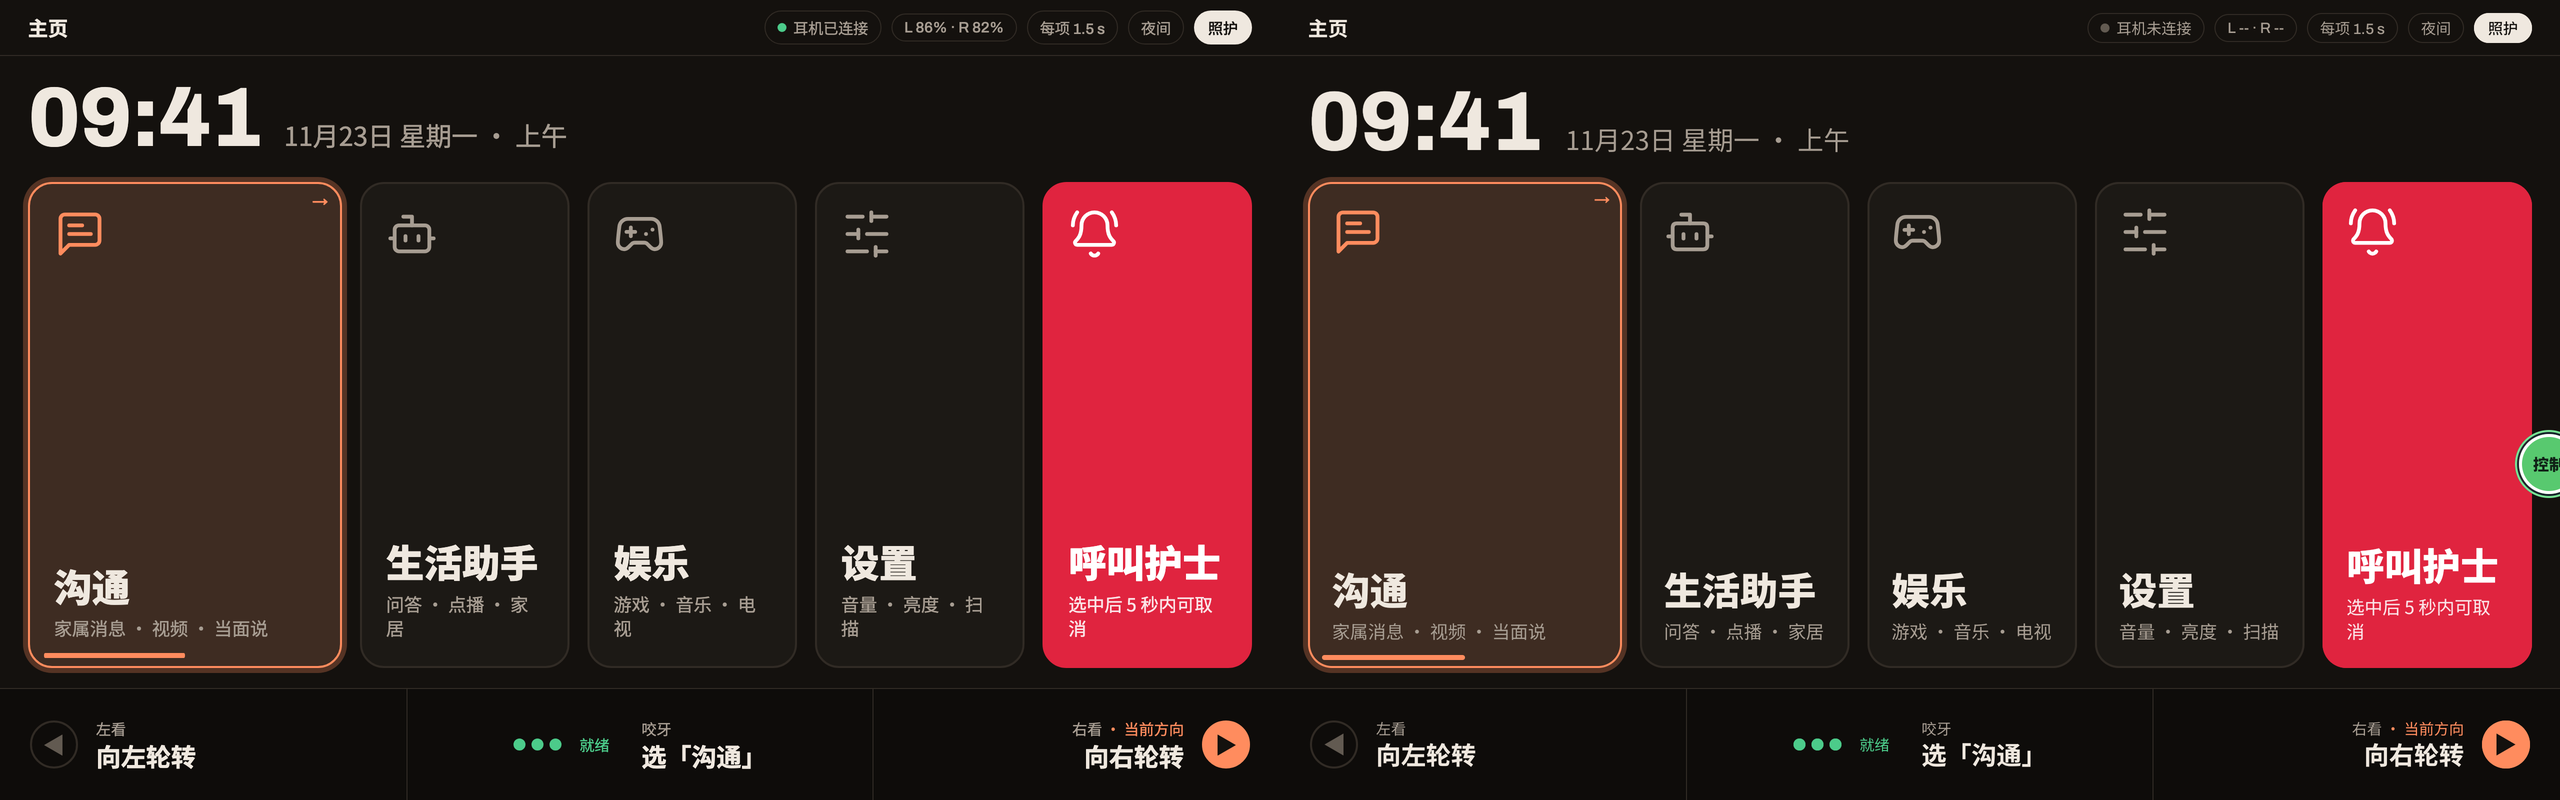 主页
耳机已连接
L 86% · R 82%
每项 1.5 s
夜间
照护
09:41
11月23日 星期一 · 上午
→
沟通
家属消息 · 视频 · 当面说
生活助手
问答 · 点播 · 家
居
娱乐
游戏 · 音乐 · 电
视
设置
音量 · 亮度 · 扫
描
呼叫护士
选中后 5 秒内可取
消
左看
向左轮转
就绪
咬牙
选「沟通」
右看 · 当前方向
向右轮转
主页
耳机未连接
L -- · R --
每项 1.5 s
夜间
照护
09:41
11月23日 星期一 · 上午
→
沟通
家属消息 · 视频 · 当面说
生活助手
问答 · 点播 · 家居
娱乐
游戏 · 音乐 · 电视
设置
音量 · 亮度 · 扫描
呼叫护士
选中后 5 秒内可取
消
控制
左看
向左轮转
就绪
咬牙
选「沟通」
右看 · 当前方向
向右轮转